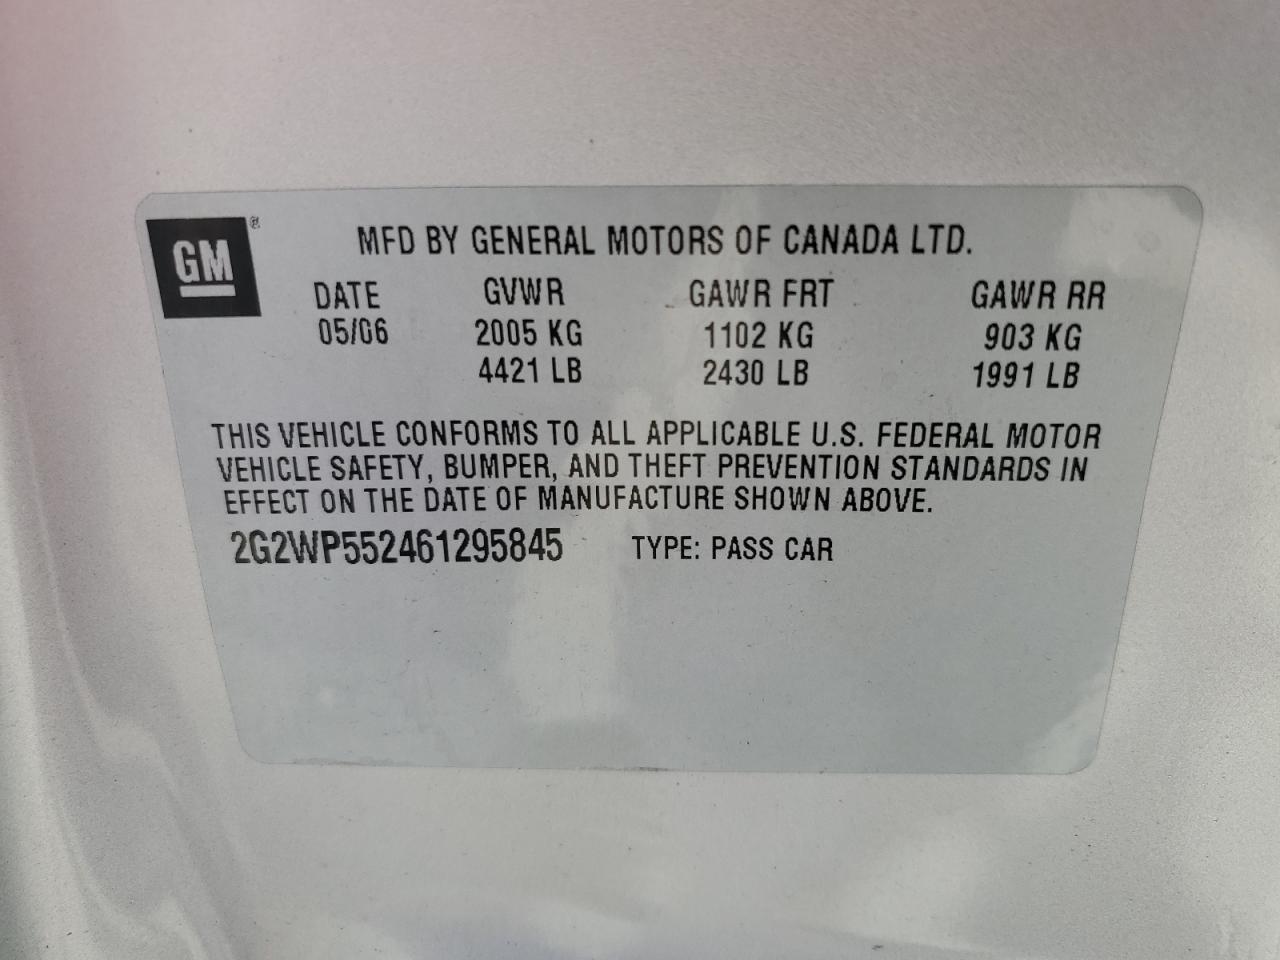 GM®
MFD BY GENERAL MOTORS OF CANADA LTD.
DATE GVWR GAWR FRT GAWR RR
05/06 2005 KG 1102 KG 903 KG
4421 LB 2430 LB 1991 LB
THIS VEHICLE CONFORMS TO ALL APPLICABLE U.S. FEDERAL MOTOR
VEHICLE SAFETY, BUMPER, AND THEFT PREVENTION STANDARDS IN
EFFECT ON THE DATE OF MANUFACTURE SHOWN ABOVE.
2G2WP552461295845 TYPE: PASS CAR